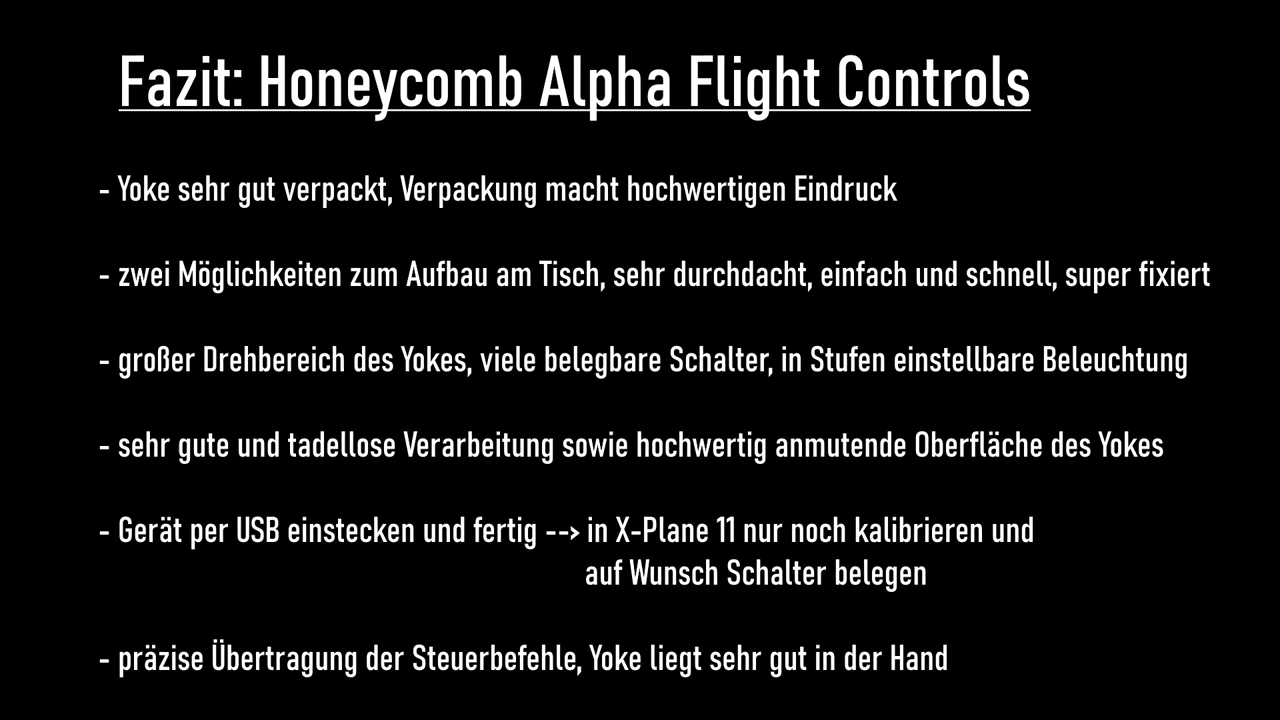 Fazit: Honeycomb Alpha Flight Controls
- Yoke sehr gut verpackt, Verpackung macht hochwertigen Eindruck
- zwei Möglichkeiten zum Aufbau am Tisch, sehr durchdacht, einfach und schnell, super fixiert
- großer Drehbereich des Yokes, viele belegbare Schalter, in Stufen einstellbare Beleuchtung
- sehr gute und tadellose Verarbeitung sowie hochwertig anmutende Oberfläche des Yokes
- Gerät per USB einstecken und fertig --> in X-Plane 11 nur noch kalibrieren und
auf Wunsch Schalter belegen
- präzise Übertragung der Steuerbefehle, Yoke liegt sehr gut in der Hand